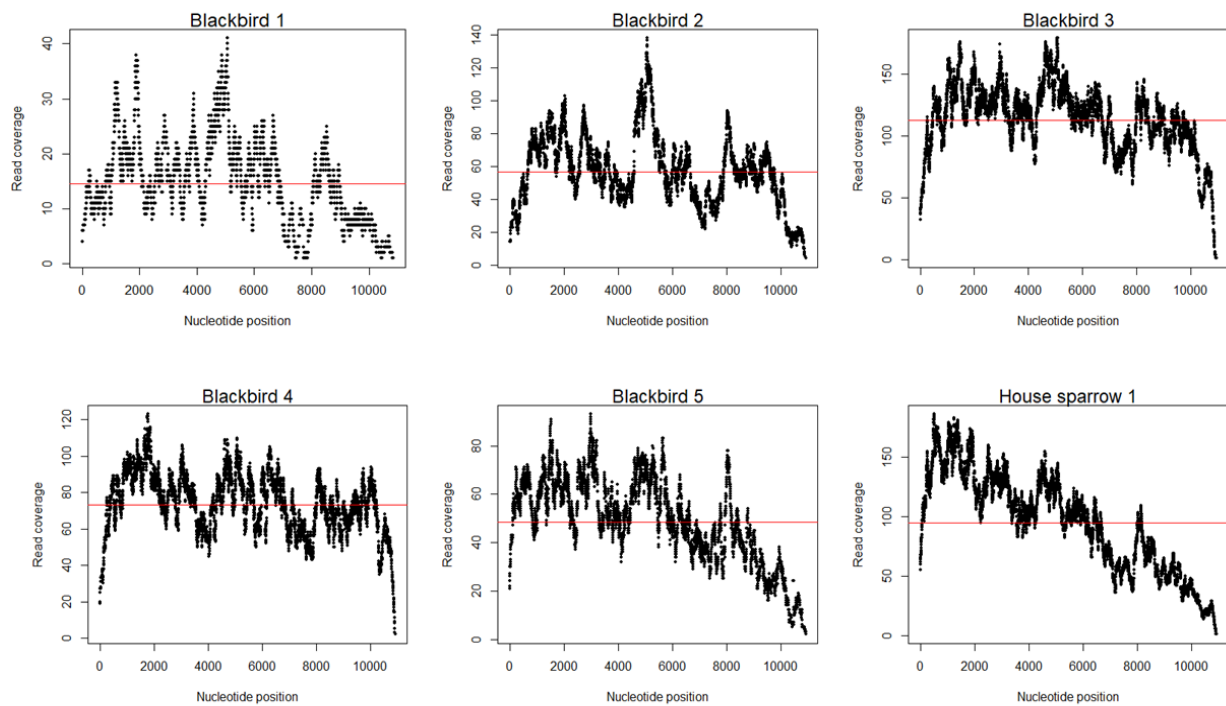 Blackbird 1
Read coverage
40
30
20
10
0
0 2000 4000 6000 8000 10000
Nucleotide position
Blackbird 2
Read coverage
140
120
100
80
60
40
20
0
0 2000 4000 6000 8000 10000
Nucleotide position
Blackbird 3
Read coverage
150
100
50
0
0 2000 4000 6000 8000 10000
Nucleotide position
Blackbird 4
Read coverage
120
100
80
60
40
20
0
0 2000 4000 6000 8000 10000
Nucleotide position
Blackbird 5
Read coverage
80
60
40
20
0
0 2000 4000 6000 8000 10000
Nucleotide position
House sparrow 1
Read coverage
150
100
50
0
0 2000 4000 6000 8000 10000
Nucleotide position